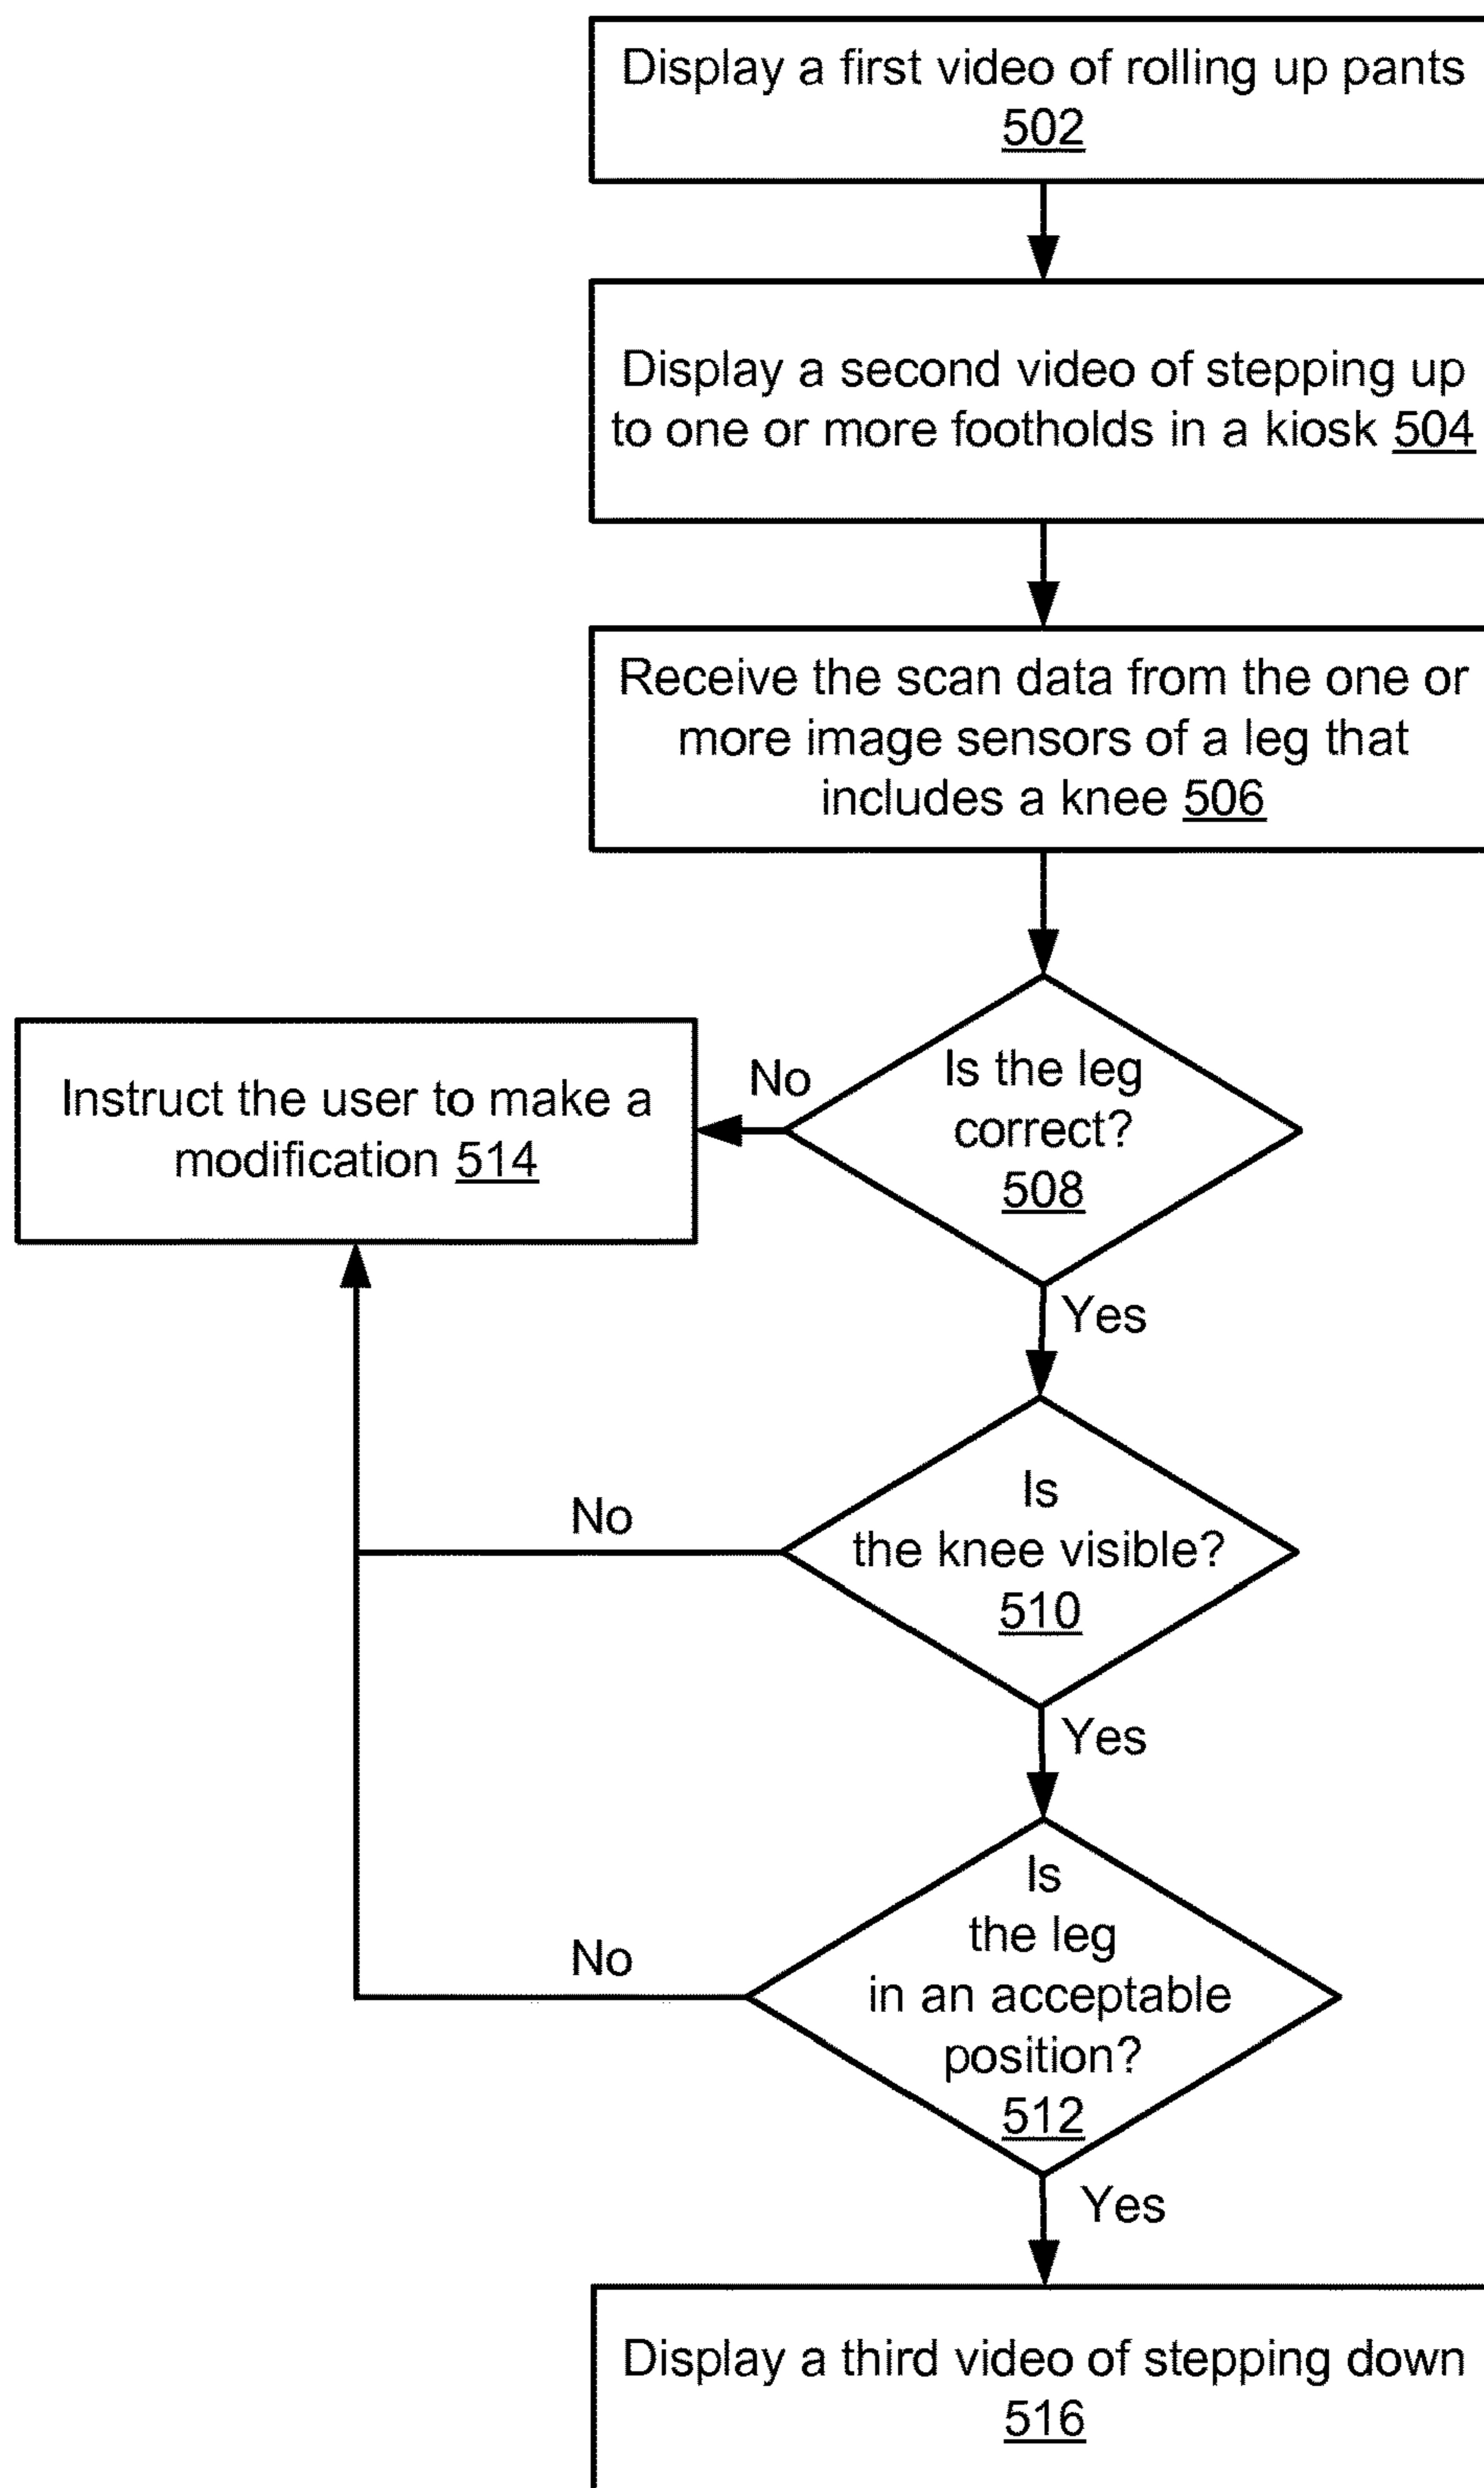 Display a first video of rolling up pants
502
Display a second video of stepping up
to one or more footholds in a kiosk 504
Receive the scan data from the one or
more image sensors of a leg that
includes a knee 506
Is the leg
correct?
508
No
Instruct the user to make a
modification 514
Yes
Is
the knee visible?
510
No
Yes
Is
the leg
in an acceptable
position?
512
No
Yes
Display a third video of stepping down
516